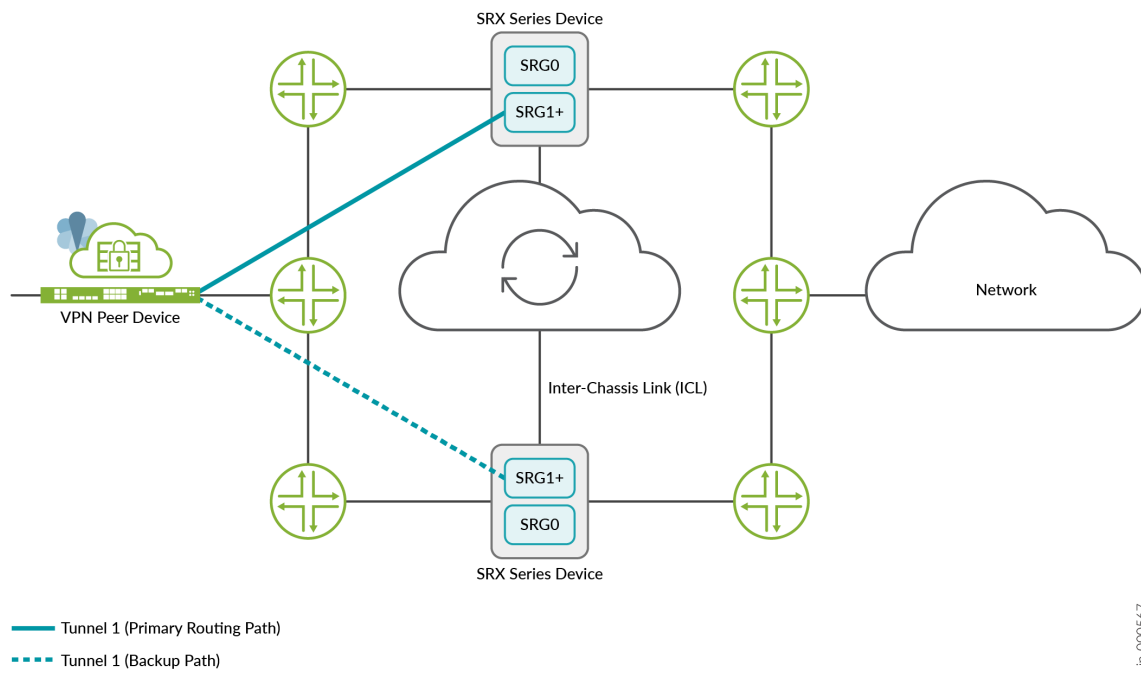 SRX Series Device
SRG0
SRG1+
VPN Peer Device
Network
Inter-Chassis Link (ICL)
SRG1+
SRG0
SRX Series Device
Tunnel 1 (Primary Routing Path)
Tunnel 1 (Backup Path)